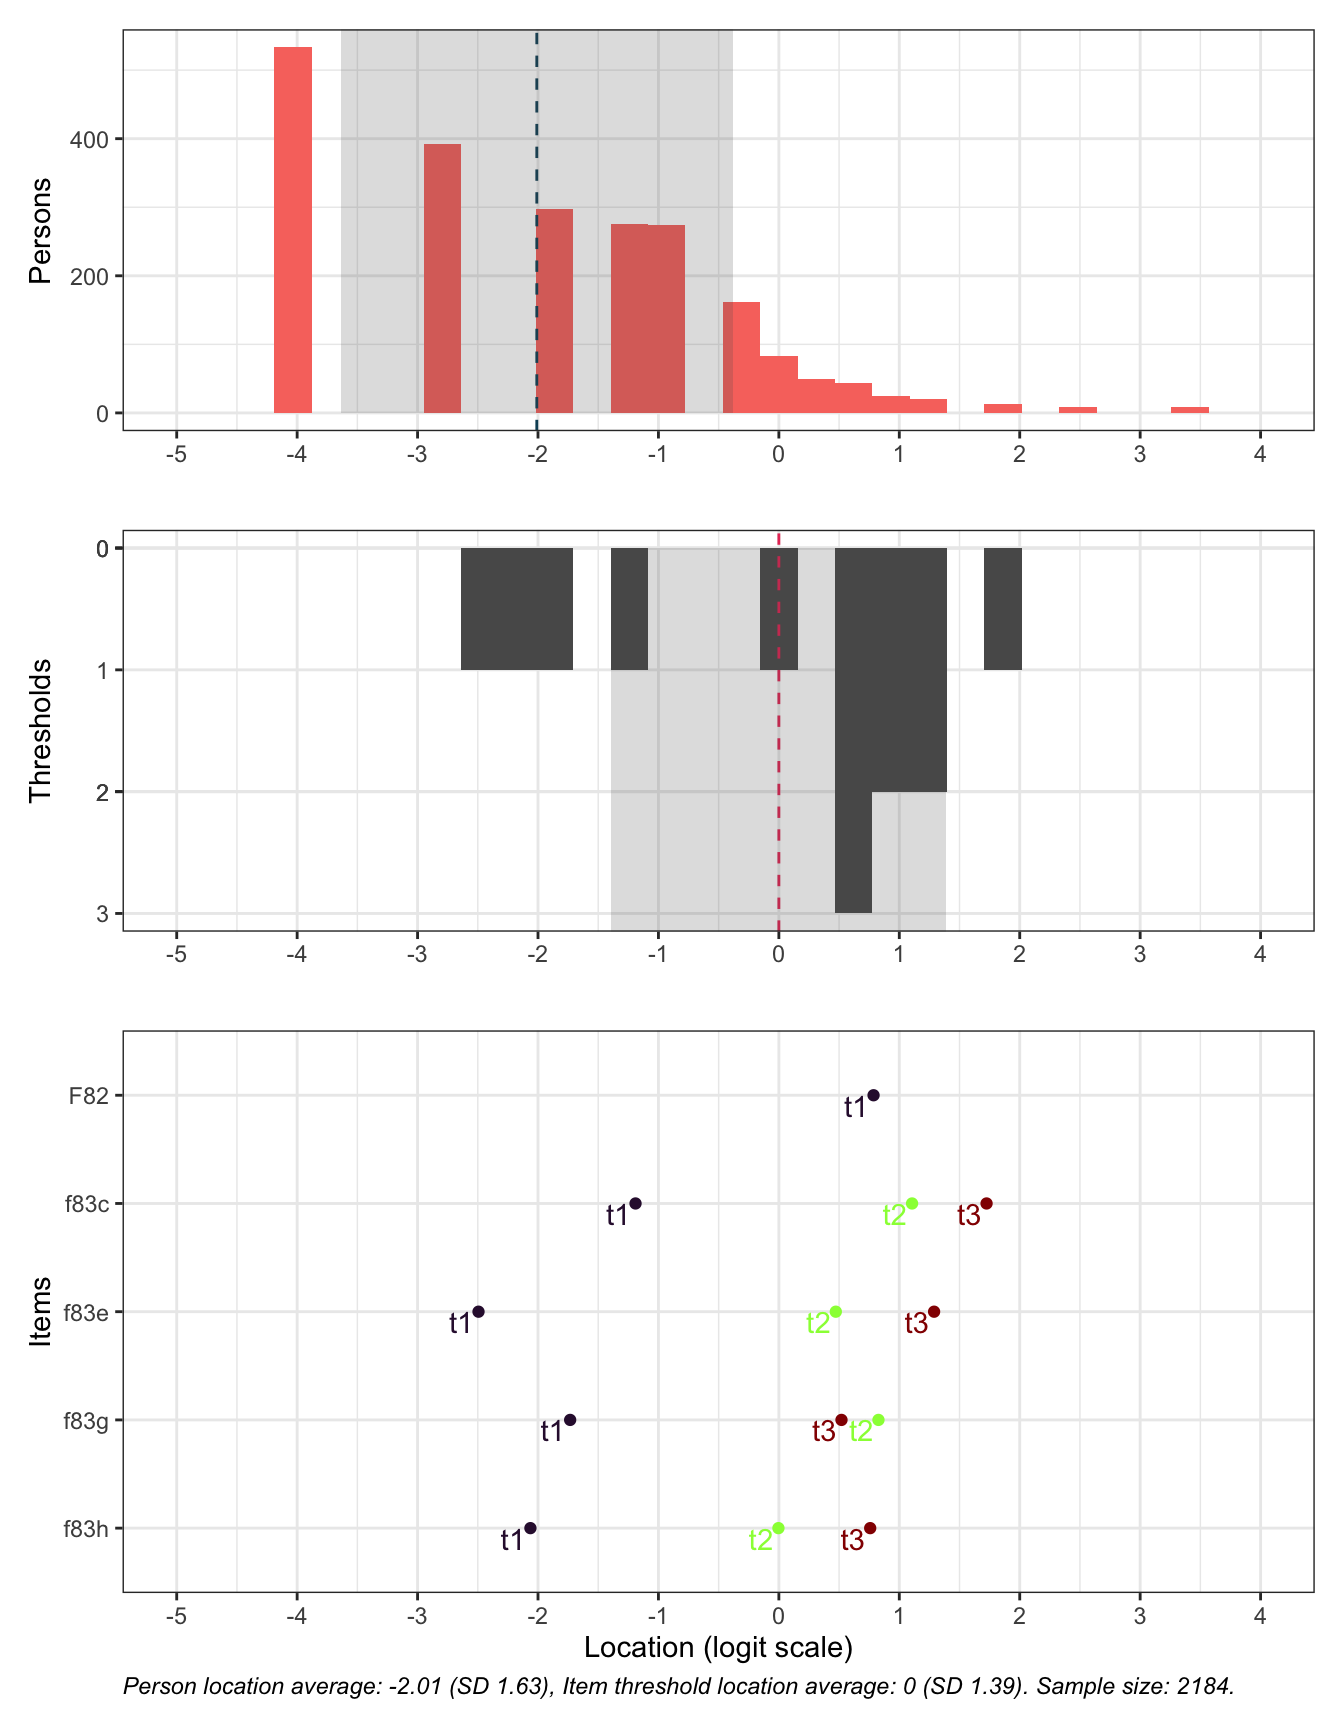 400
200
0
Persons
-5 -4 -3 -2 -1 0 1 2 3 4
0
1
2
3
Thresholds
-5 -4 -3 -2 -1 0 1 2 3 4
F82
t1
f83c
t1 t2 t3
f83e
t1 t2 t3
f83g
t1 t3 t2
f83h
t1 t2 t3
Items
-5 -4 -3 -2 -1 0 1 2 3 4
Location (logit scale)
Person location average: -2.01 (SD 1.63), Item threshold location average: 0 (SD 1.39). Sample size: 2184.